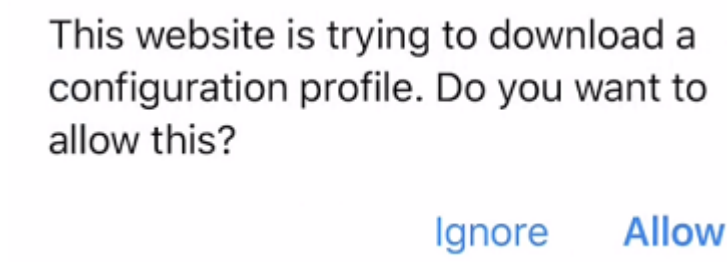 This website is trying to download a
configuration profile. Do you want to
allow this?
Ignore Allow